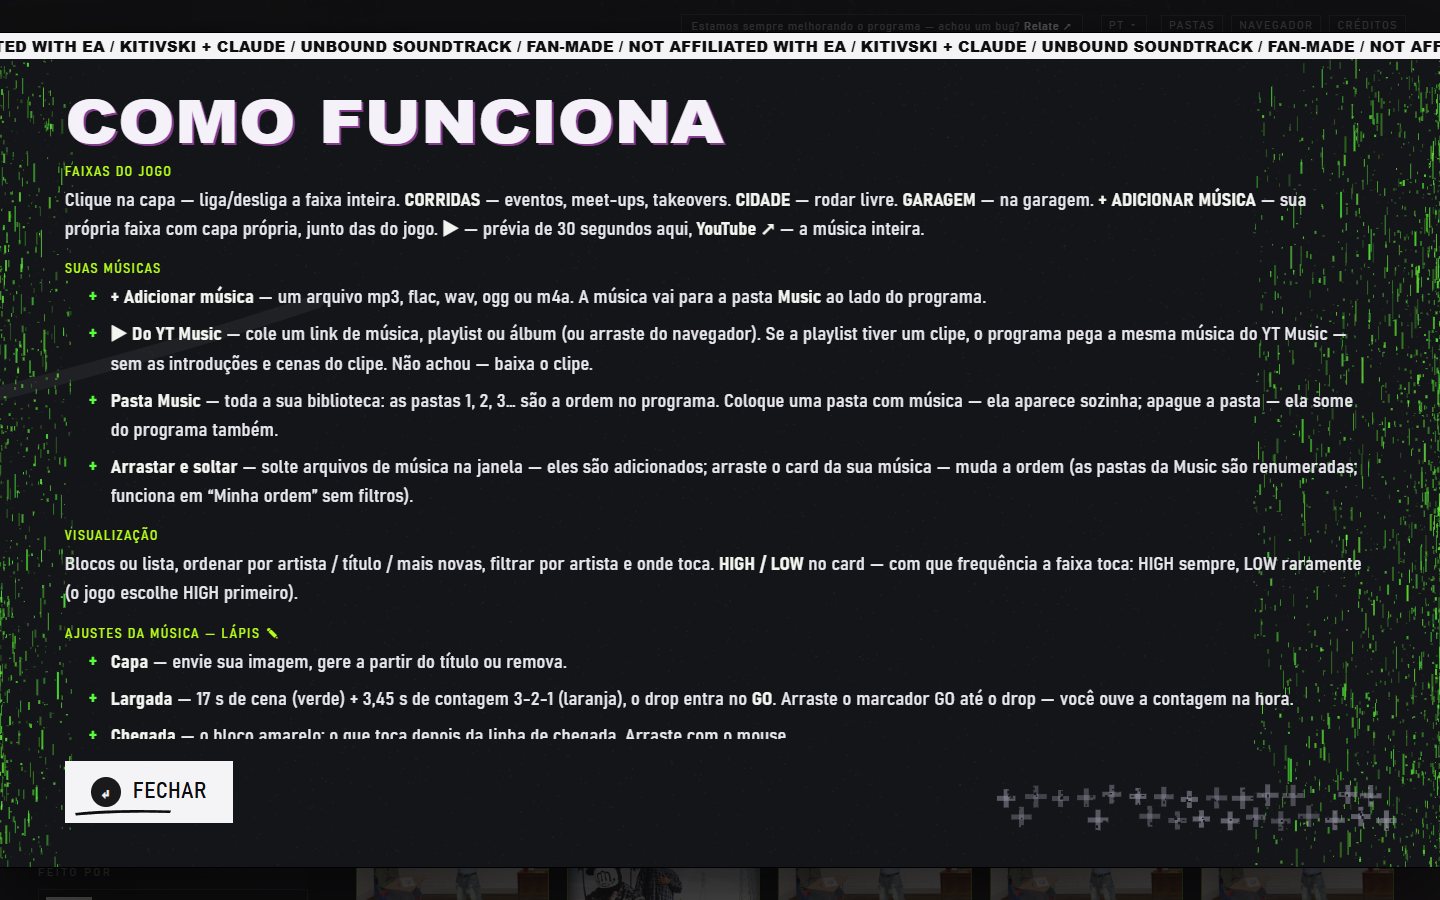 Estamos sempre melhorando o programa — achou um bug? Relate ↗
PT
PASTAS
NAVEGADOR
CRÉDITOS
TED WITH EA / KITIVSKI + CLAUDE / UNBOUND SOUNDTRACK / FAN-MADE / NOT AFFILIATED WITH EA / KITIVSKI + CLAUDE / UNBOUND SOUNDTRACK / FAN-MADE / NOT AFFILIATED WITH EA / KITIVSKI + CLAUDE / UNBOUND SOUNDTRACK / FAN-MADE / NOT AFF
COMO FUNCIONA
FAIXAS DO JOGO
Clique na capa — liga/desliga a faixa inteira. CORRIDAS — eventos, meet-ups, takeovers. CIDADE — rodar livre. GARAGEM — na garagem. + ADICIONAR MÚSICA — sua
própria faixa com capa própria, junto das do jogo. ▶ — prévia de 30 segundos aqui, YouTube ↗ — a música inteira.
SUAS MÚSICAS
+ + Adicionar música — um arquivo mp3, flac, wav, ogg ou m4a. A música vai para a pasta Music ao lado do programa.
+ ▶ Do YT Music — cole um link de música, playlist ou álbum (ou arraste do navegador). Se a playlist tiver um clipe, o programa pega a mesma música do YT Music —
sem as introduções e cenas do clipe. Não achou — baixa o clipe.
+ Pasta Music — toda a sua biblioteca: as pastas 1, 2, 3... são a ordem no programa. Coloque uma pasta com música — ela aparece sozinha; apague a pasta — ela some
do programa também.
+ Arrastar e soltar — solte arquivos de música na janela — eles são adicionados; arraste o card da sua música — muda a ordem (as pastas da Music são renumeradas;
funciona em “Minha ordem” sem filtros).
VISUALIZAÇÃO
Blocos ou lista, ordenar por artista / título / mais novas, filtrar por artista e onde toca. HIGH / LOW no card — com que frequência a faixa toca: HIGH sempre, LOW raramente
(o jogo escolhe HIGH primeiro).
AJUSTES DA MÚSICA — LÁPIS ✎
+ Capa — envie sua imagem, gere a partir do título ou remova.
+ Largada — 17 s de cena (verde) + 3,45 s de contagem 3-2-1 (laranja), o drop entra no GO. Arraste o marcador GO até o drop — você ouve a contagem na hora.
+ Chegada — o bloco amarelo: o que toca depois da linha de chegada. Arraste com o mouse
FECHAR
FEITO POR